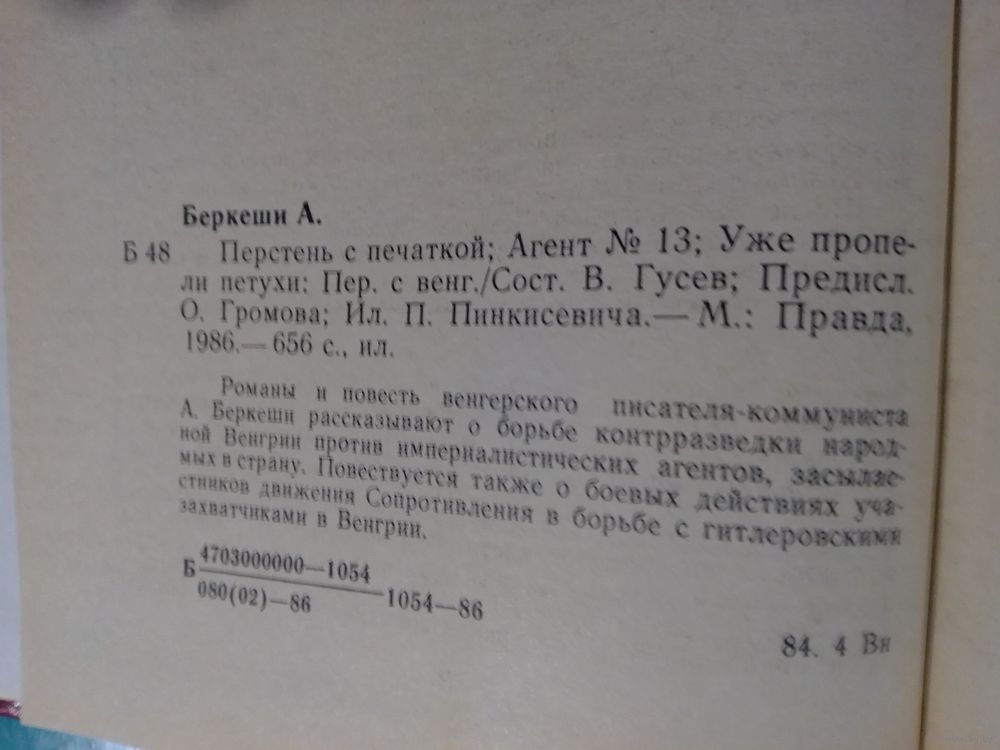 Беркеши А.
Б 48 Перстень с печаткой; Агент № 13; Уже пропе-
ли петухи: Пер. с венг./Сост. В. Гусев; Предисл.
О. Громова; Ил. П. Пинкисевича.— М.: Правда,
1986.— 656 с., ил.
Романы и повесть венгерского писателя-коммуниста
А. Беркеши рассказывают о борьбе контрразведки народ-
ной Венгрии против империалистических агентов, засылае-
мых в страну. Повествуется также о боевых действиях уча-
стников движения Сопротивления в борьбе с гитлеровскими
захватчиками в Венгрии.
Б 4703000000—1054
080(02)—86
1054—86
84. 4 Вн